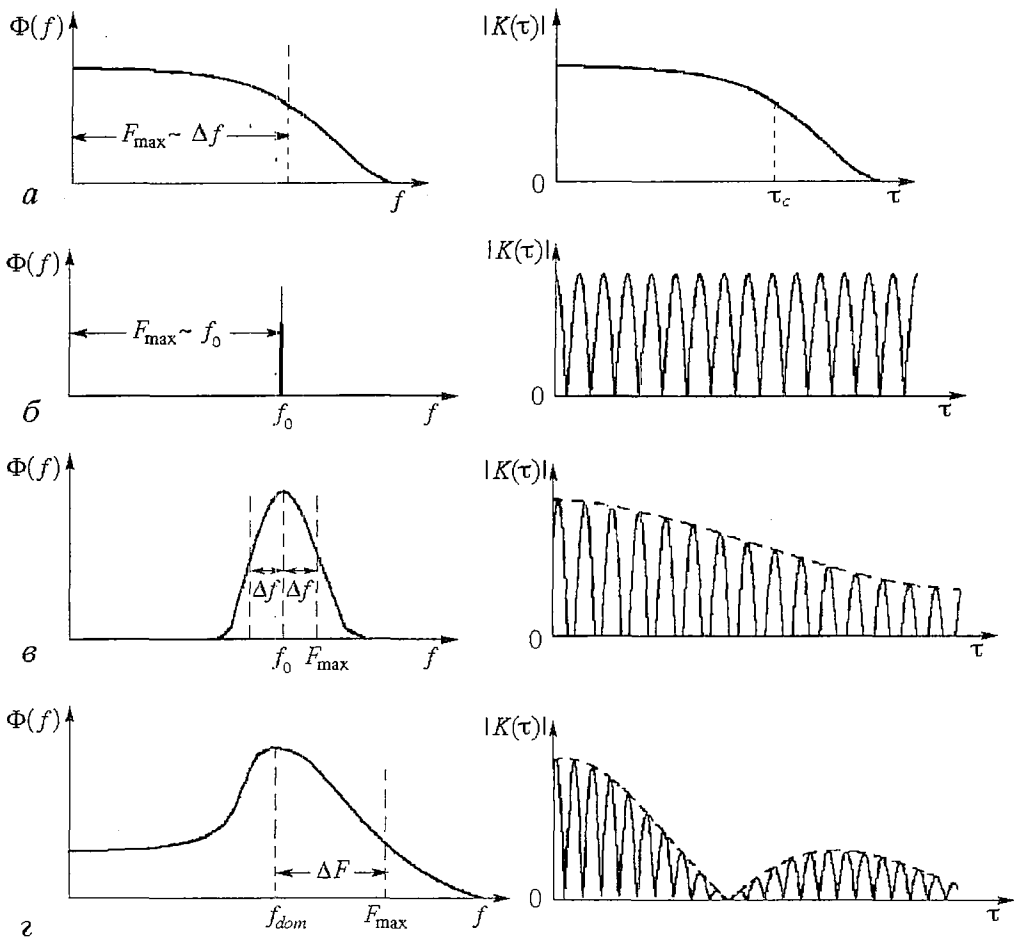 Φ(f)
|K(τ)|
F_max ~ Δf
0
а
f
τ_c
τ
Φ(f)
|K(τ)|
F_max ~ f_0
0
б
f_0
f
τ
Φ(f)
|K(τ)|
Δf Δf
0
в
f_0
F_max
f
τ
Φ(f)
|K(τ)|
ΔF
0
г
f_dom
F_max
f
τ